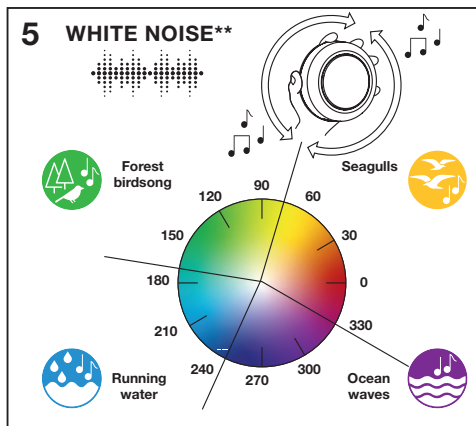 5 WHITE NOISE**
Forest
birdsong
Seagulls
90
120
60
150
30
180
0
210
330
240
300
270
Running
water
Ocean
waves